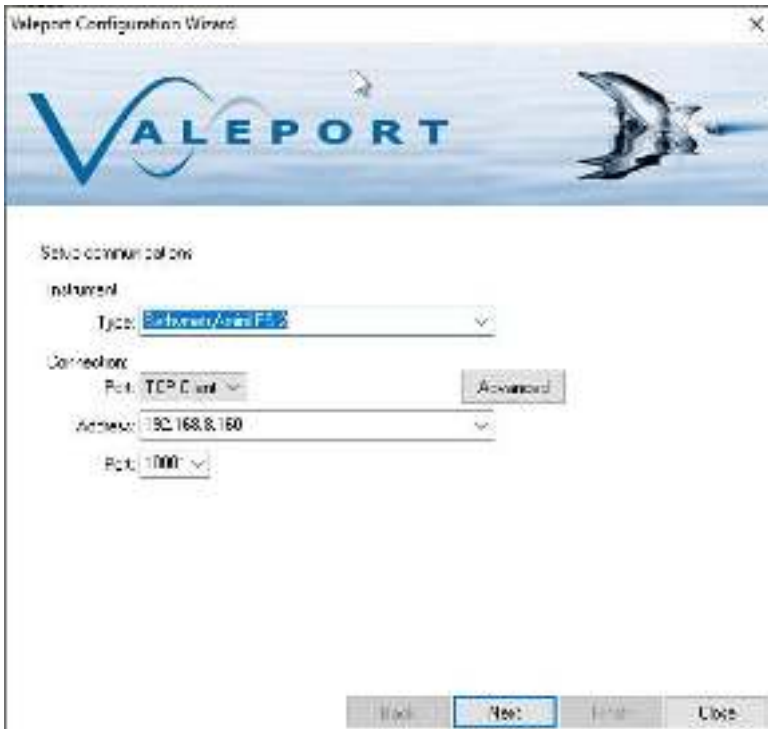 Valeport Configuration Wizard
VALEPORT
Setup communications
Instrument
Type:
Connection:
Port: TCP Client
Advanced
Address: 192.168.8.160
Port:
Back Next Finish Close